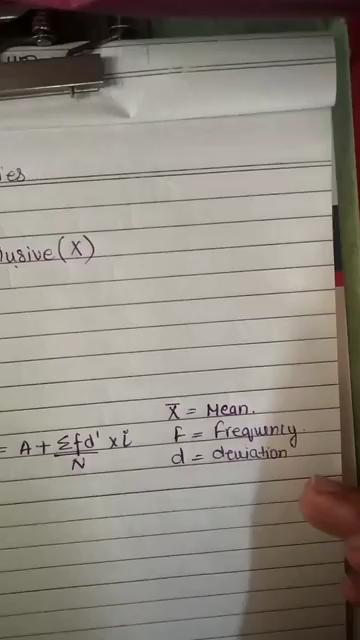 ies
usive (X)
X̅ = Mean.
= A + Σfd' × i
N
f = frequency
d = deviation